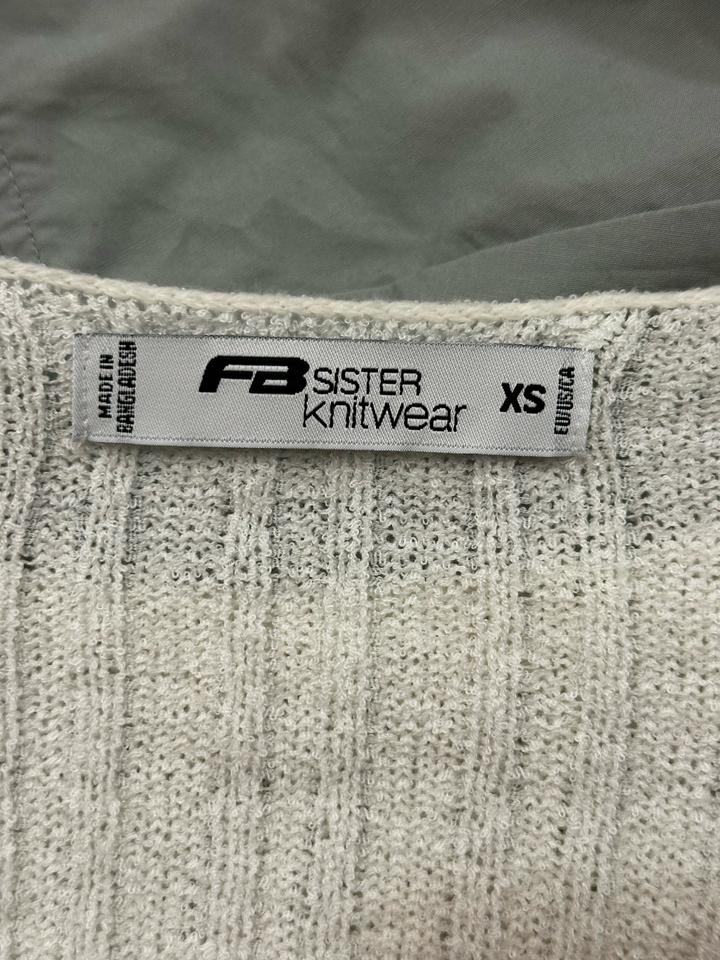 MADE IN
BANGLADESH
FB SISTER
knitwear
XS
EU/US/CA